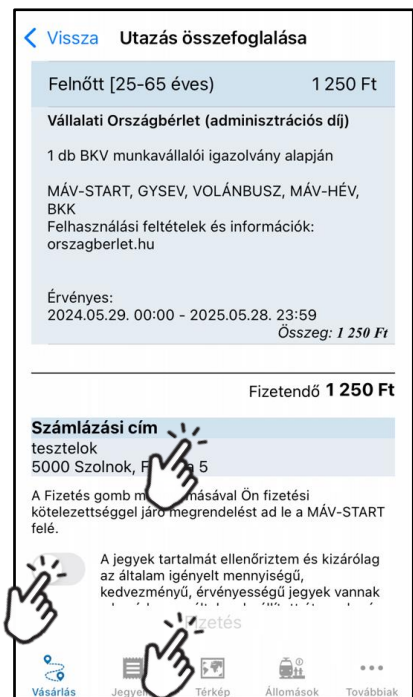 Vissza Utazás összefoglalása
Felnőtt [25-65 éves) 1 250 Ft
Vállalati Országbérlet (adminisztrációs díj)
1 db BKV munkavállalói igazolvány alapján
MÁV-START, GYSEV, VOLÁNBUSZ, MÁV-HÉV,
BKK
Felhasználási feltételek és információk:
orszagberlet.hu
Érvényes:
2024.05.29. 00:00 - 2025.05.28. 23:59
Összeg: 1 250 Ft
Fizetendő 1 250 Ft
Számlázási cím
tesztelok
5000 Szolnok, 5
A Fizetés gomb Ön fizetési
kötelezettséggel járó megrendelést ad le a MÁV-START
felé.
A jegyek tartalmát ellenőriztem és kizárólag
az általam igényelt mennyiségű,
kedvezményű, érvényességű jegyek vannak
Fizetés
Vásárlás Térkép Állomások Továbbiak